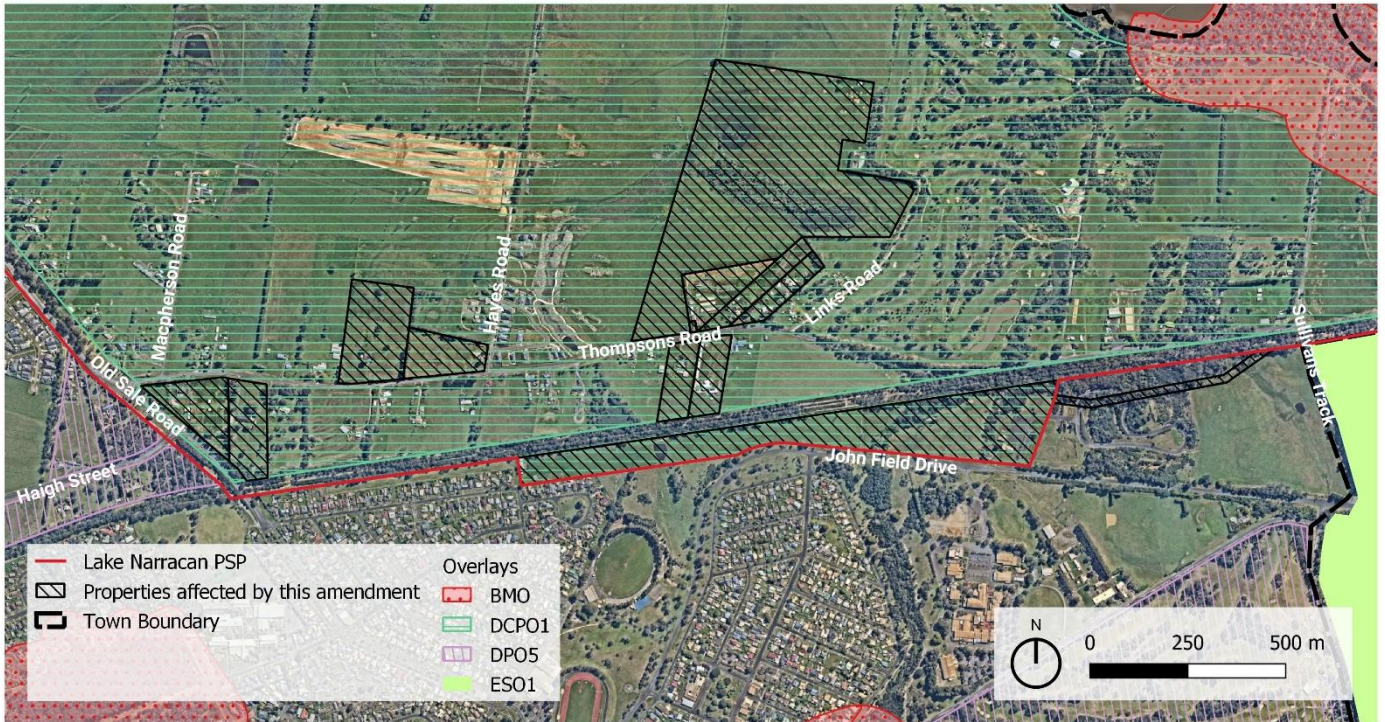 Macpherson Road
Hayes Road
Links Road
Thompsons Road
Sullivans Track
Old Sale Road
Haigh Street
John Field Drive
Lake Narracan PSP
Properties affected by this amendment
Town Boundary
Overlays
BMO
DCPO1
DPO5
ESO1
N
0 250 500 m